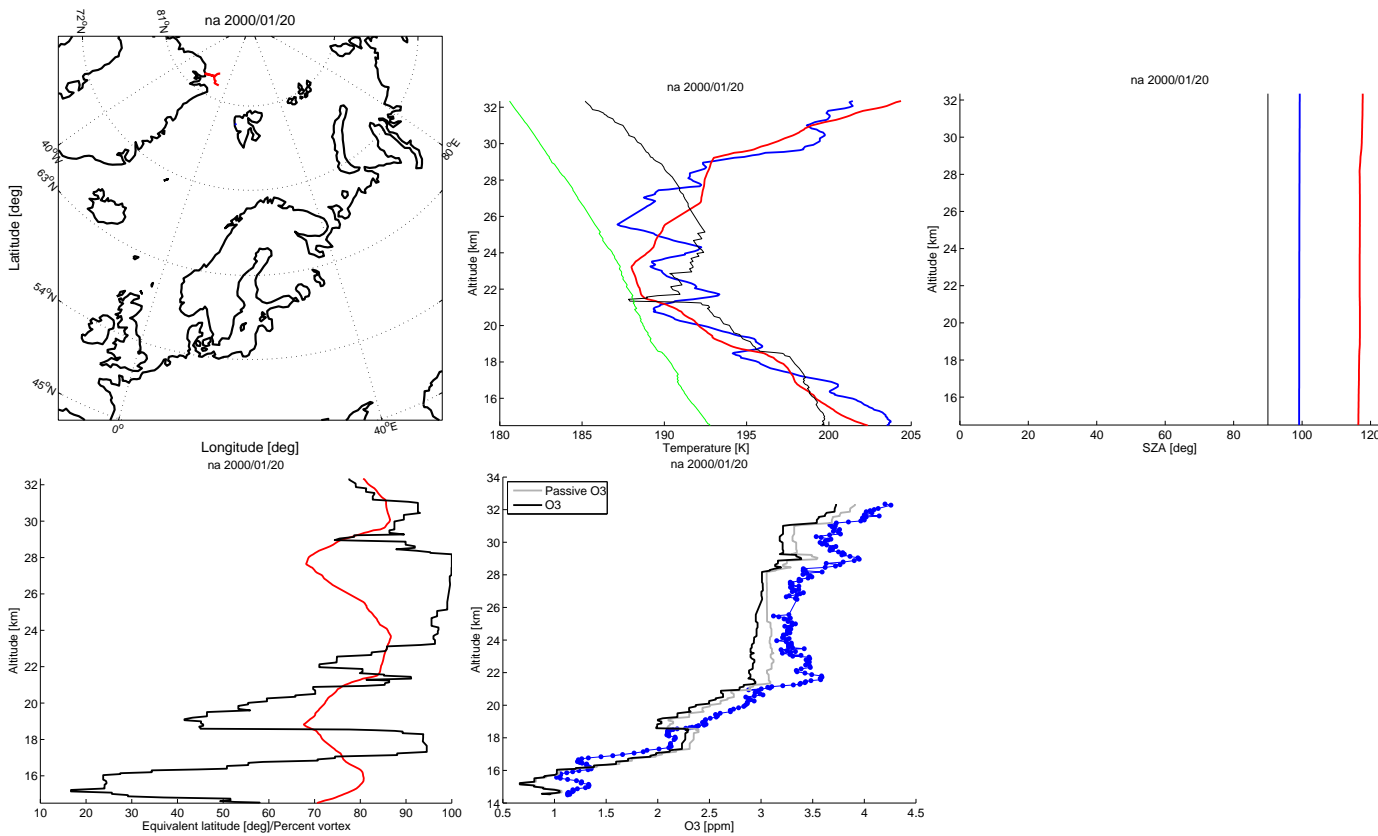 na 2000/01/20
72°N
81°N
40°W
63°N
54°N
45°N
0°
40°E
80°E
Latitude [deg]
Longitude [deg]
na 2000/01/20
32
30
28
26
24
22
20
18
16
180
185
190
195
200
205
Altitude [km]
Temperature [K]
na 2000/01/20
32
30
28
26
24
22
20
18
16
0
20
40
60
80
100
120
Altitude [km]
SZA [deg]
na 2000/01/20
32
30
28
26
24
22
20
18
16
10
20
30
40
50
60
70
80
90
100
Altitude [km]
Equivalent latitude [deg]/Percent vortex
na 2000/01/20
Passive O3
O3
34
32
30
28
26
24
22
20
18
16
14
0.5
1
1.5
2
2.5
3
3.5
4
4.5
Altitude [km]
O3 [ppm]